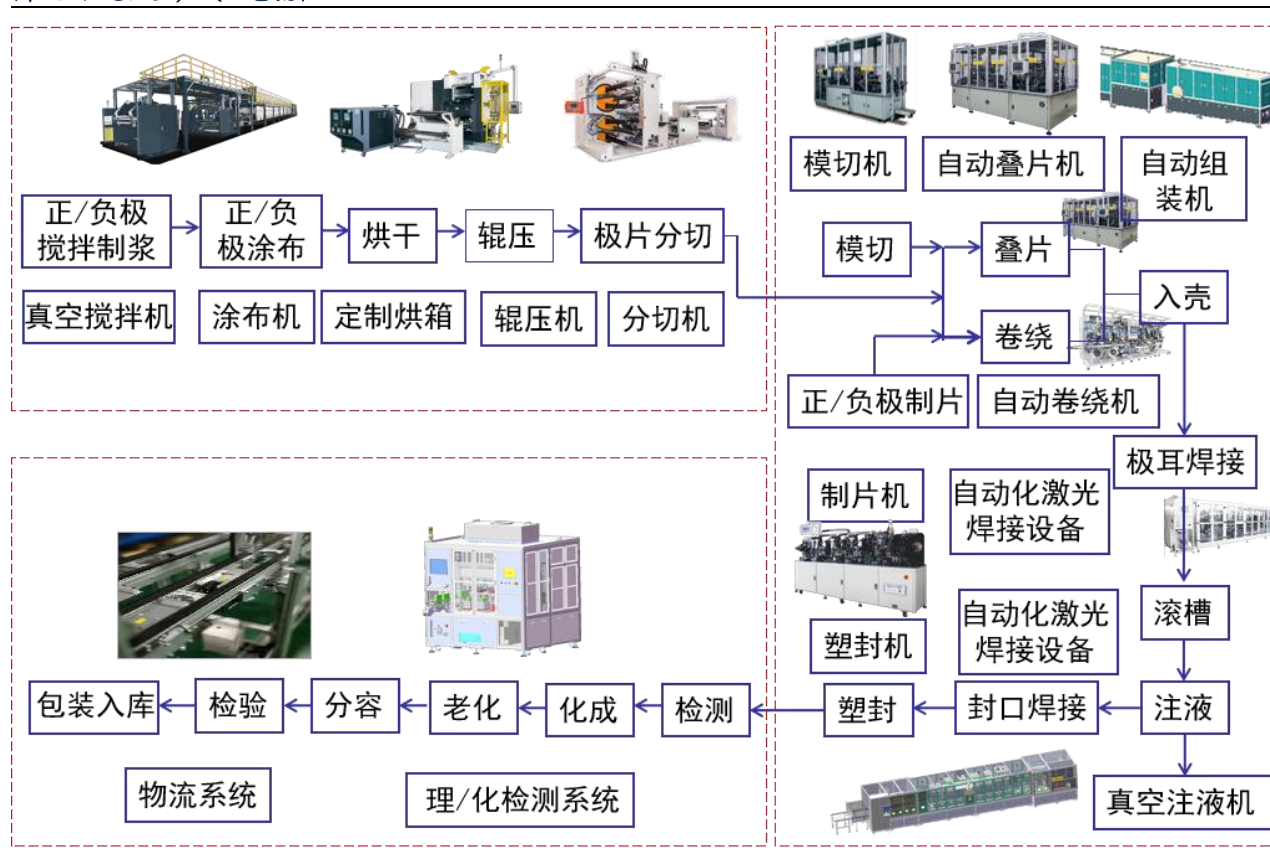 正/负极
搅拌制浆
正/负
极涂布
烘干
辊压
极片分切
真空搅拌机
涂布机
定制烘箱
辊压机
分切机
模切机
自动叠片机
自动组
装机
模切
叠片
入壳
卷绕
正/负极制片
自动卷绕机
极耳焊接
制片机
自动化激光
焊接设备
滚槽
塑封机
自动化激光
焊接设备
包装入库
检验
分容
老化
化成
检测
塑封
封口焊接
注液
物流系统
理/化检测系统
真空注液机